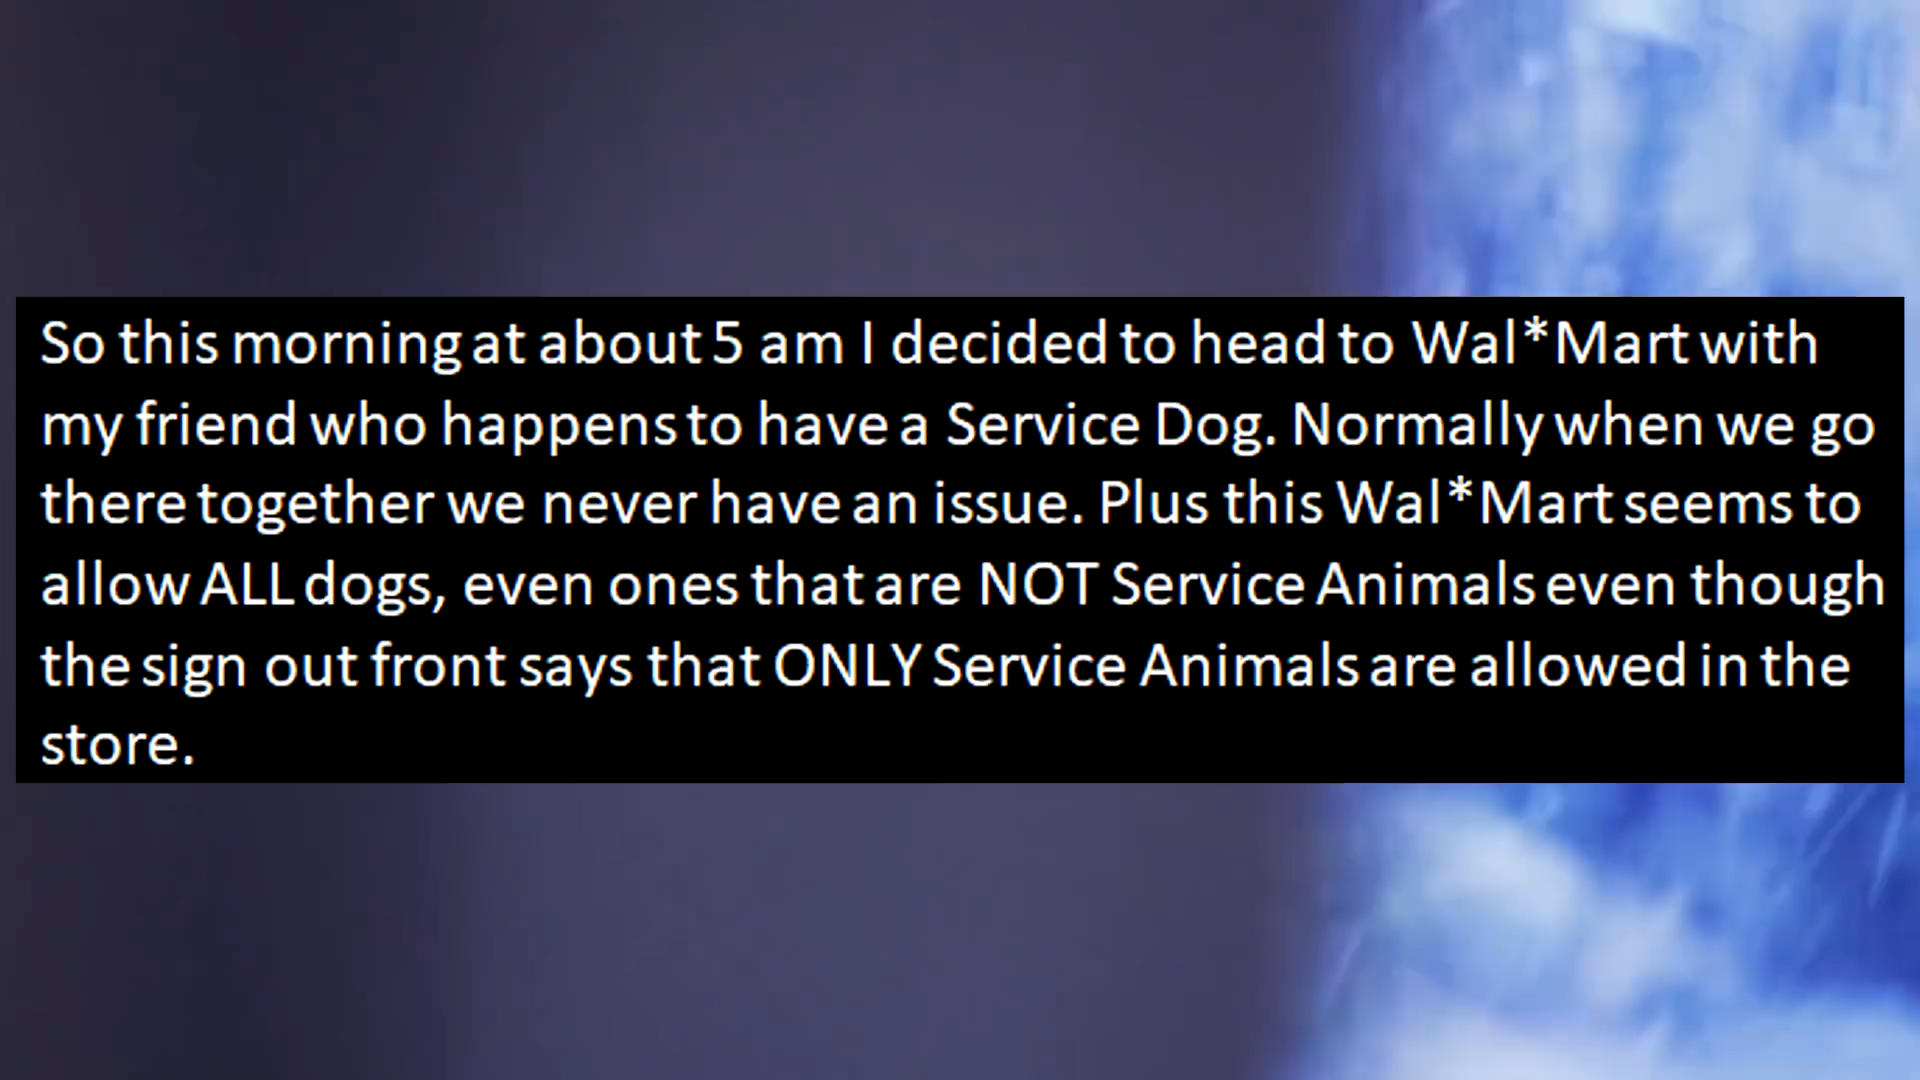 So this morning at about 5 am I decided to head to Wal*Mart with
my friend who happens to have a Service Dog. Normally when we go
there together we never have an issue. Plus this Wal*Mart seems to
allow ALL dogs, even ones that are NOT Service Animals even though
the sign out front says that ONLY Service Animals are allowed in the
store.